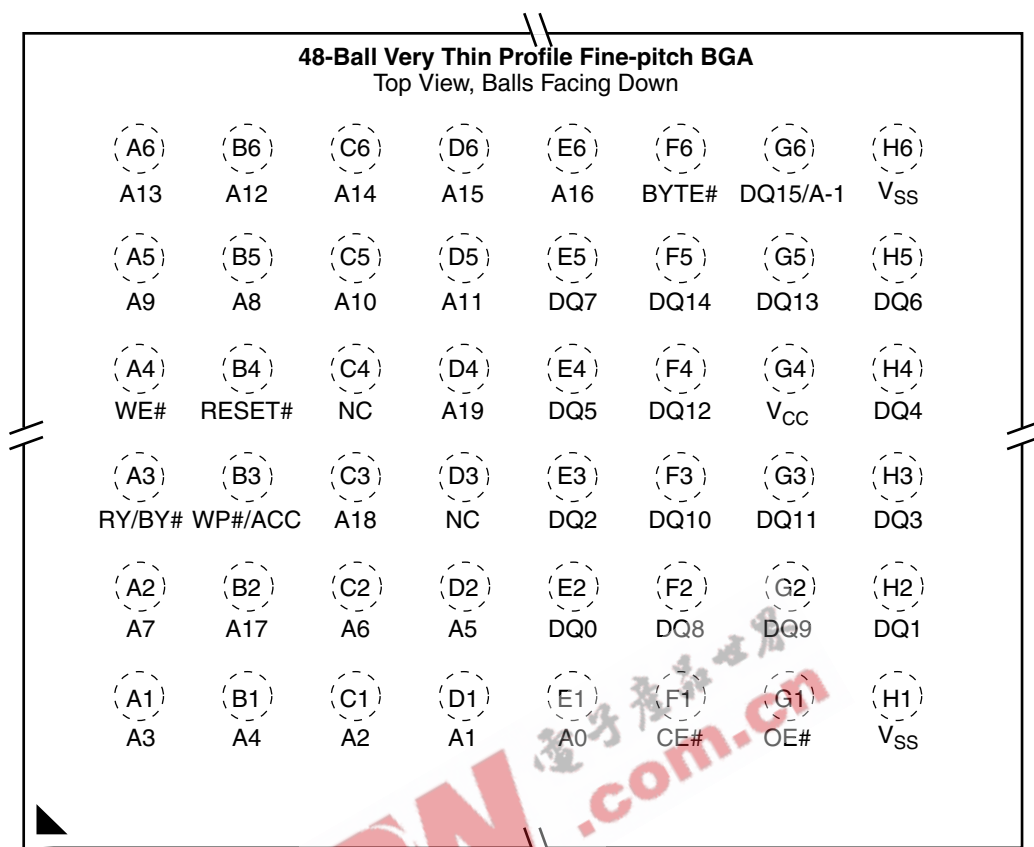 48-Ball Very Thin Profile Fine-pitch BGA
Top View, Balls Facing Down
A6 B6 C6 D6 E6 F6 G6 H6
A13 A12 A14 A15 A16 BYTE# DQ15/A-1 VSS
A5 B5 C5 D5 E5 F5 G5 H5
A9 A8 A10 A11 DQ7 DQ14 DQ13 DQ6
A4 B4 C4 D4 E4 F4 G4 H4
WE# RESET# NC A19 DQ5 DQ12 VCC DQ4
A3 B3 C3 D3 E3 F3 G3 H3
RY/BY# WP#/ACC A18 NC DQ2 DQ10 DQ11 DQ3
A2 B2 C2 D2 E2 F2 G2 H2
A7 A17 A6 A5 DQ0 DQ8 DQ9 DQ1
A1 B1 C1 D1 E1 F1 G1 H1
A3 A4 A2 A1 A0 CE# OE# VSS
电子产品世界
.com.cn